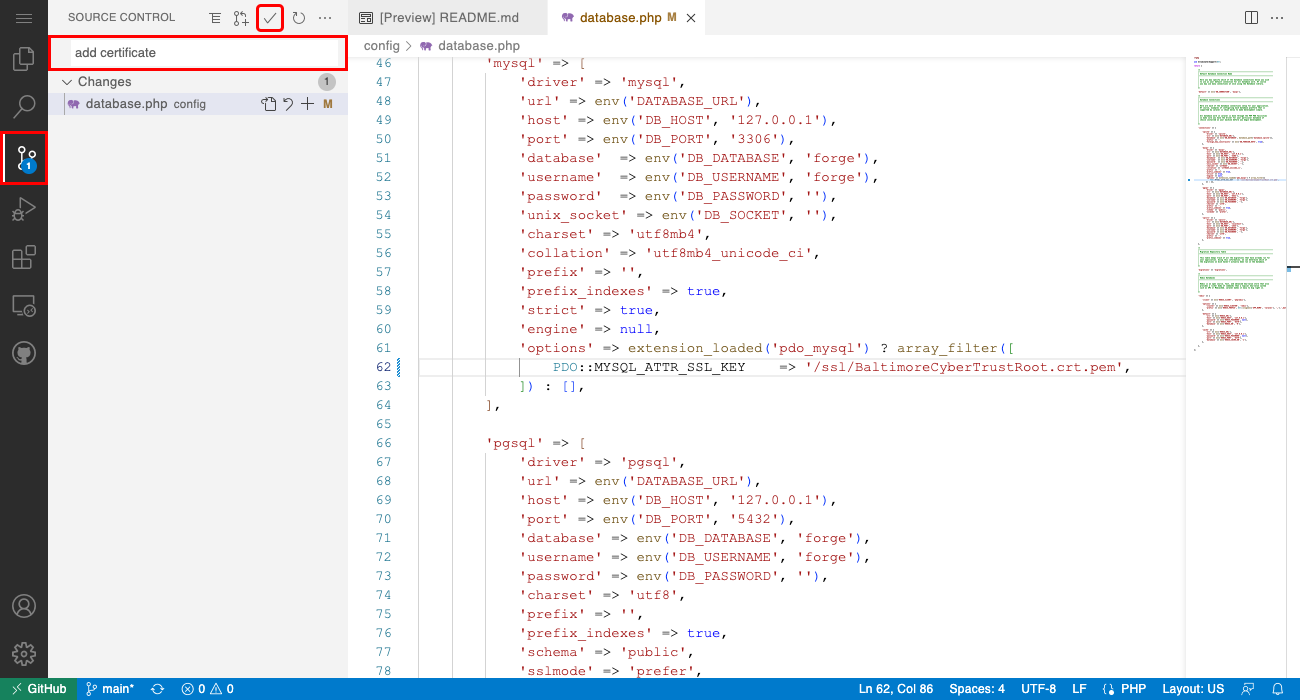 SOURCE CONTROL
add certificate
Changes 1
database.php config M
1
[Preview] README.md
database.php M
config > database.php
46 'mysql' => [
47 'driver' => 'mysql',
48 'url' => env('DATABASE_URL'),
49 'host' => env('DB_HOST', '127.0.0.1'),
50 'port' => env('DB_PORT', '3306'),
51 'database' => env('DB_DATABASE', 'forge'),
52 'username' => env('DB_USERNAME', 'forge'),
53 'password' => env('DB_PASSWORD', ''),
54 'unix_socket' => env('DB_SOCKET', ''),
55 'charset' => 'utf8mb4',
56 'collation' => 'utf8mb4_unicode_ci',
57 'prefix' => '',
58 'prefix_indexes' => true,
59 'strict' => true,
60 'engine' => null,
61 'options' => extension_loaded('pdo_mysql') ? array_filter([
62 PDO::MYSQL_ATTR_SSL_KEY => '/ssl/BaltimoreCyberTrustRoot.crt.pem',
63 ]) : [],
64 ],
65
66 'pgsql' => [
67 'driver' => 'pgsql',
68 'url' => env('DATABASE_URL'),
69 'host' => env('DB_HOST', '127.0.0.1'),
70 'port' => env('DB_PORT', '5432'),
71 'database' => env('DB_DATABASE', 'forge'),
72 'username' => env('DB_USERNAME', 'forge'),
73 'password' => env('DB_PASSWORD', ''),
74 'charset' => 'utf8',
75 'prefix' => '',
76 'prefix_indexes' => true,
77 'schema' => 'public',
78 'sslmode' => 'prefer',
GitHub main* 0 0 Ln 62, Col 86 Spaces: 4 UTF-8 LF PHP Layout: US